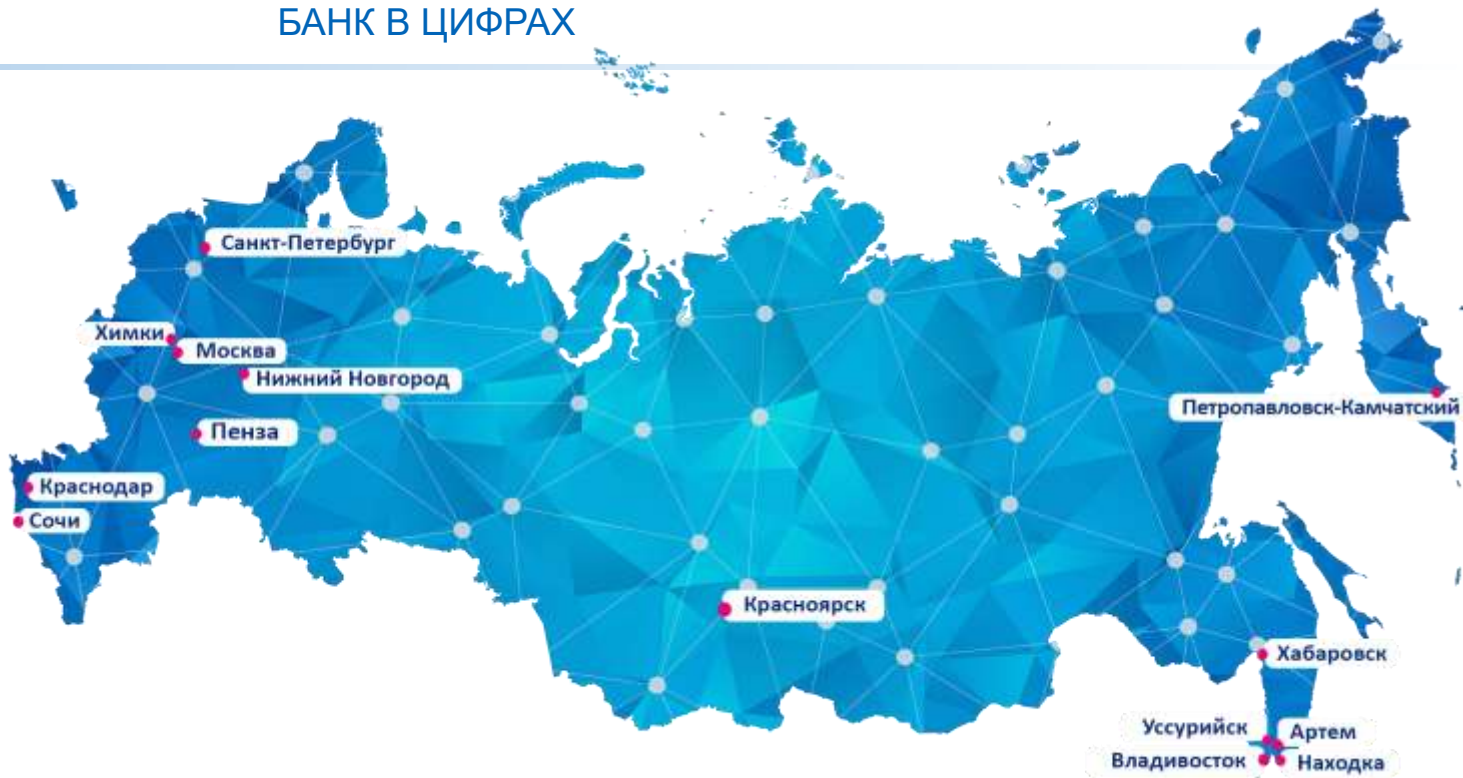 БАНК В ЦИФРАХ
Санкт-Петербург
Химки
Москва
Нижний Новгород
Петропавловск-Камчатский
Пенза
Краснодар
Сочи
Красноярск
Хабаровск
Уссурийск
Артем
Владивосток
Находка